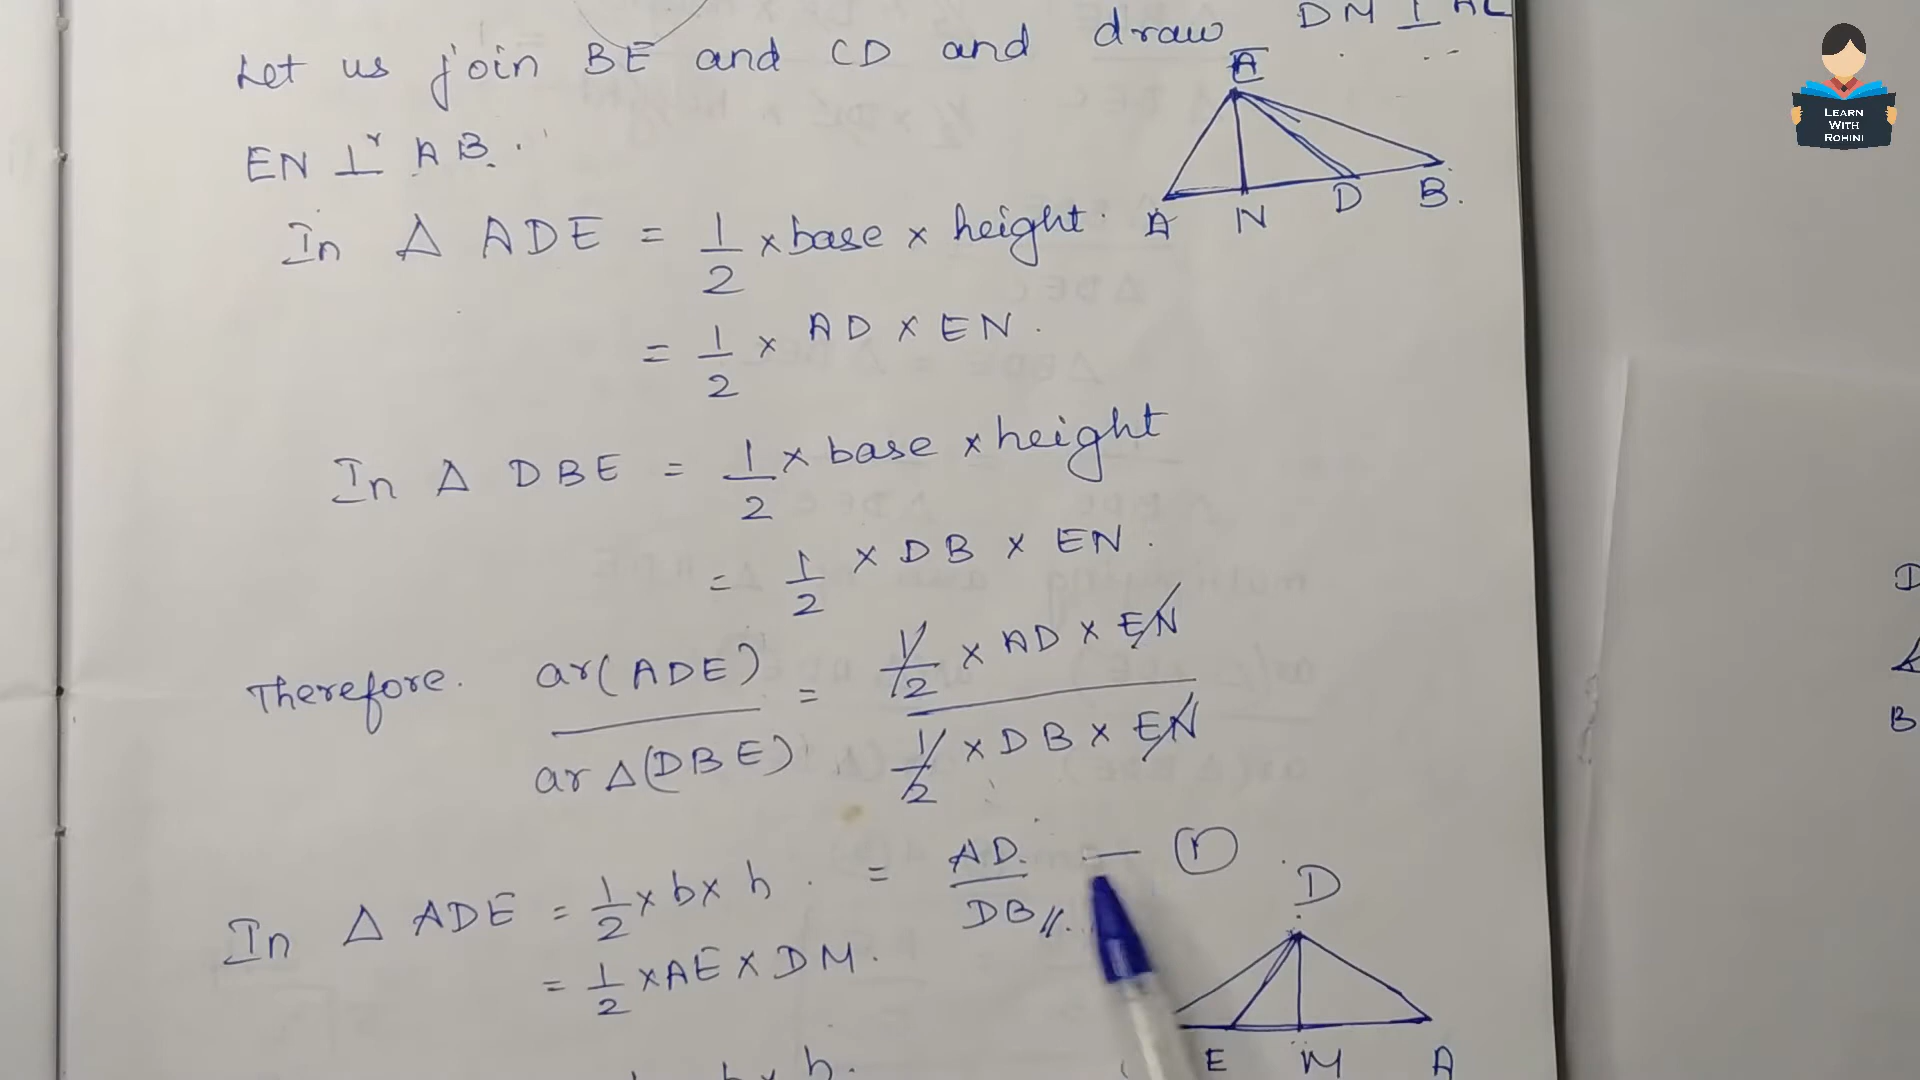 Let us join BE and CD and draw DM ⊥ AC
EN ⊥r AB.
E
A N D B.
In Δ ADE = 1/2 × base × height.
= 1/2 × AD × EN.
In Δ DBE = 1/2 × base × height
= 1/2 × DB × EN.
Therefore. ar(ADE) / ar Δ(DBE) = 1/2 × AD × EN / 1/2 × DB × EN
= AD. / DB //. — (1)
In Δ ADE = 1/2 × b × h.
= 1/2 × AE × DM.
D
E M A
h.
LEARN
WITH
ROHINI
D
B